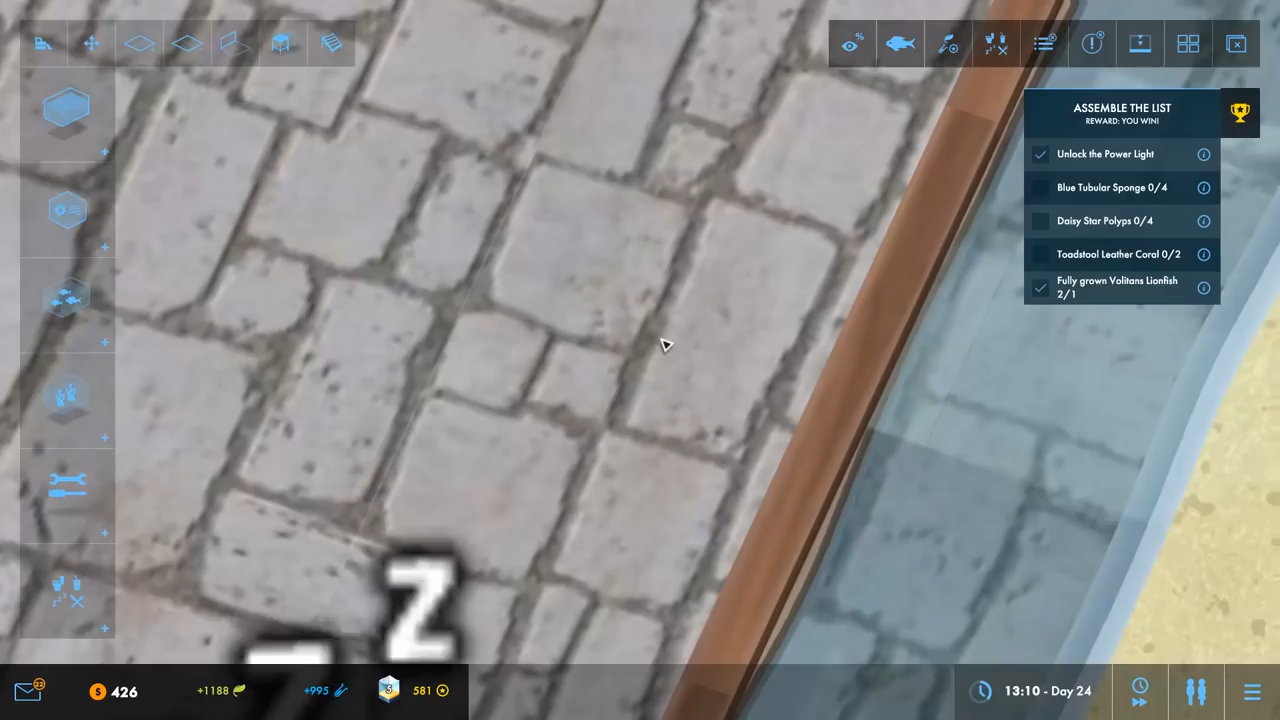 ASSEMBLE THE LIST
REWARD: YOU WIN!
Unlock the Power Light
Blue Tubular Sponge 0/4
Daisy Star Polyps 0/4
Toadstool Leather Coral 0/2
Fully grown Volitans Lionfish
2/1
Z
22
$ 426
+1188
+995
6
581
13:10 - Day 24